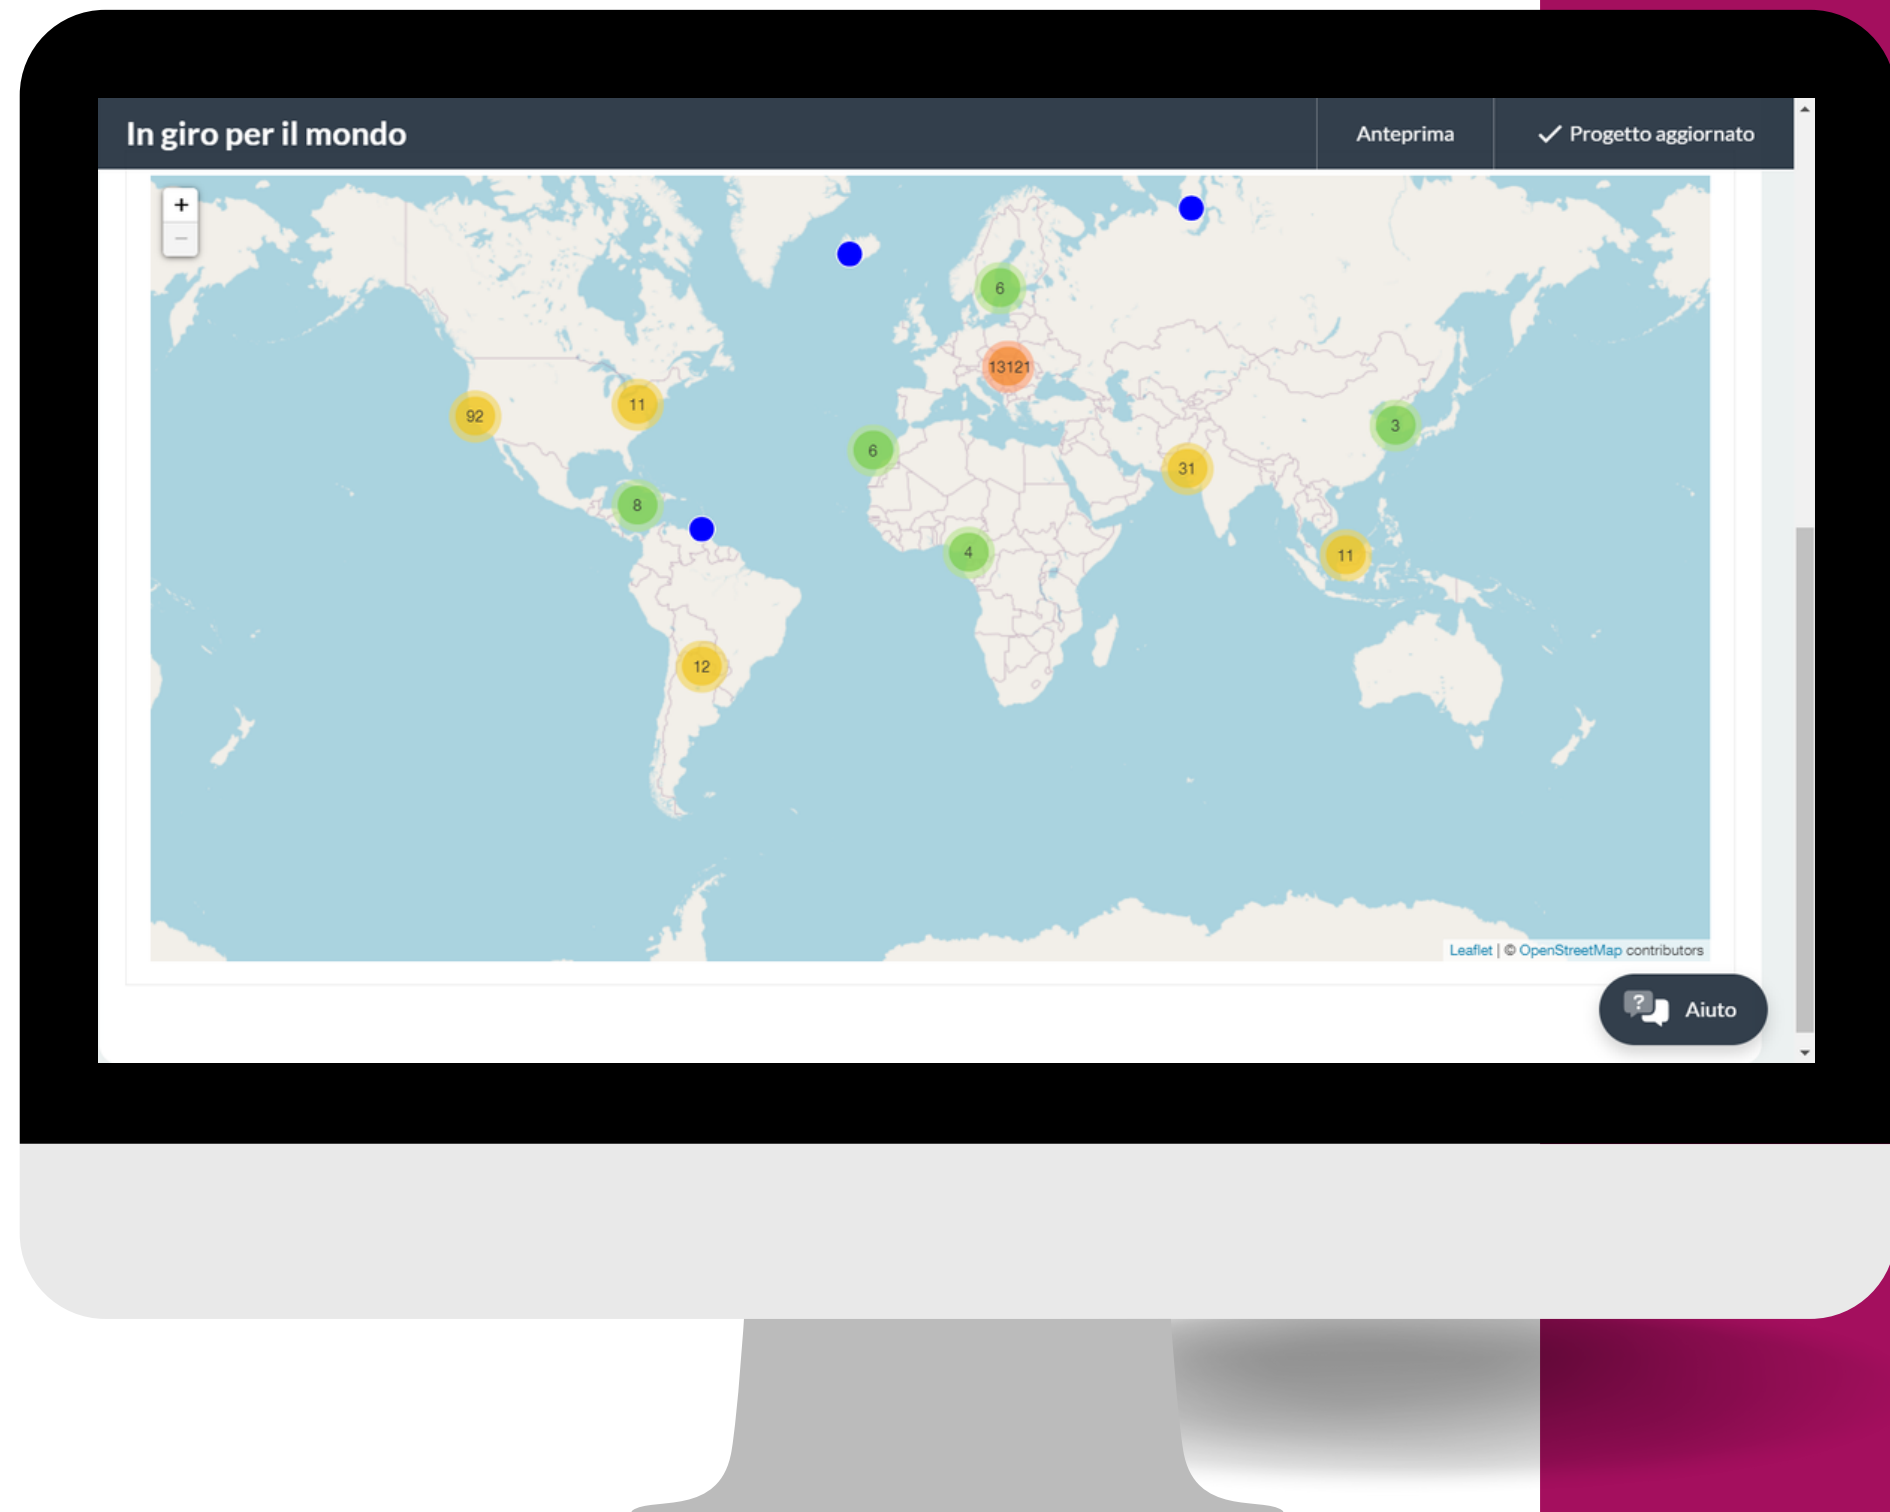 In giro per il mondo
Anteprima
Progetto aggiornato
+
−
6
13121
92
11
6
3
31
8
4
11
12
Leaflet | © OpenStreetMap contributors
?
Aiuto